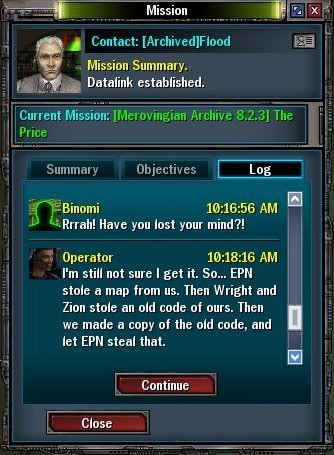 Mission
Contact: [Archived]Flood
Mission Summary.
Datalink established.
Current Mission: [Merovingian Archive 8.2.3] The
Price
Summary
Objectives
Log
Binomi 10:16:56 AM
Rrrah! Have you lost your mind?!
Operator 10:18:16 AM
I'm still not sure I get it. So... EPN
stole a map from us. Then Wright and
Zion stole an old code of ours. Then
we made a copy of the old code, and
let EPN steal that.
Continue
Close